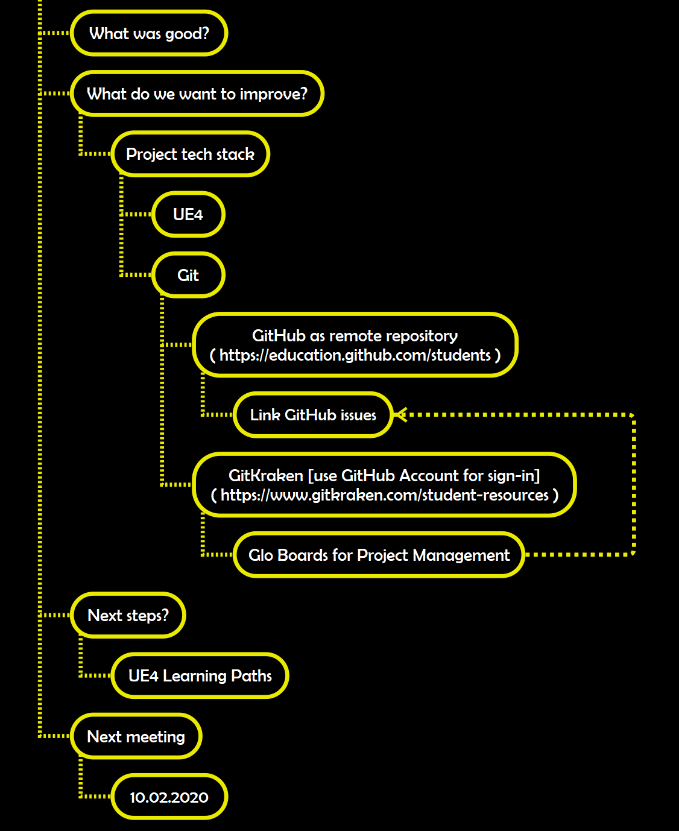 What was good?
What do we want to improve?
Project tech stack
UE4
Git
GitHub as remote repository
( https://education.github.com/students )
Link GitHub issues
GitKraken [use GitHub Account for sign-in]
( https://www.gitkraken.com/student-resources )
Glo Boards for Project Management
Next steps?
UE4 Learning Paths
Next meeting
10.02.2020